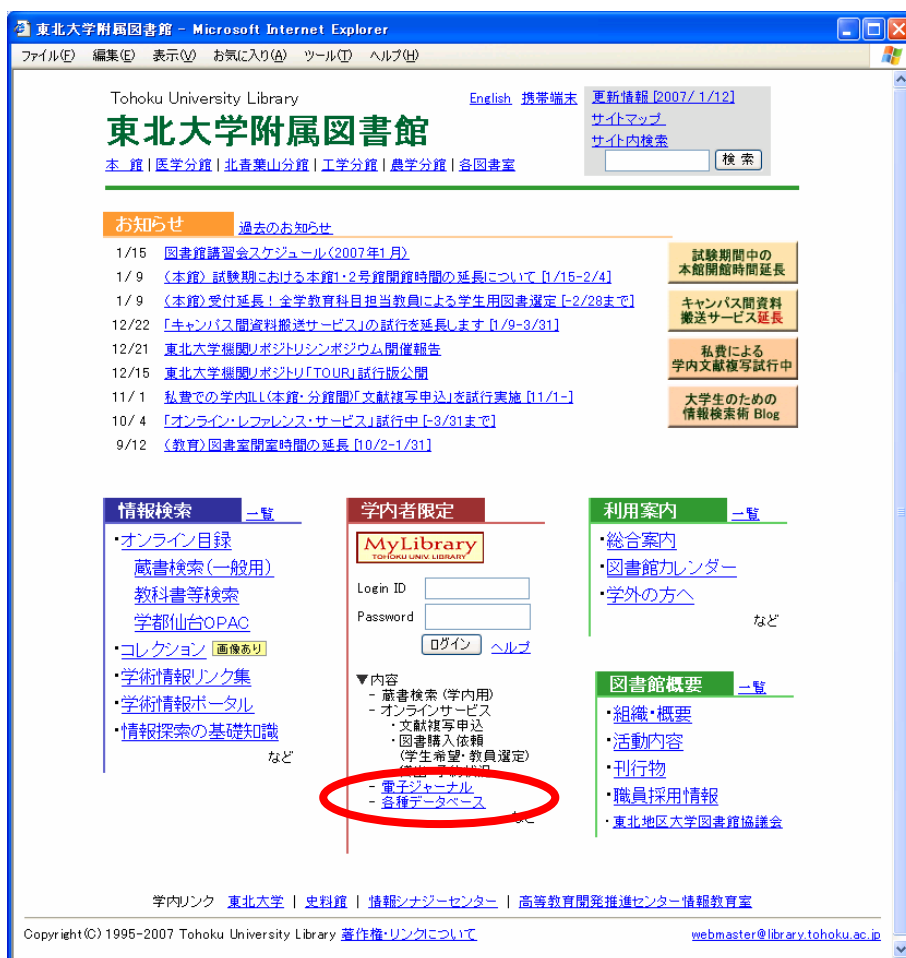 東北大学附属図書館 - Microsoft Internet Explorer
ファイル(F) 編集(E) 表示(V) お気に入り(A) ツール(T) ヘルプ(H)
Tohoku University Library
English 携帯端末
更新情報 [2007/ 1/12]
東北大学附属図書館
サイトマップ
サイト内検索
検 索
本 館 | 医学分館 | 北青葉山分館 | 工学分館 | 農学分館 | 各図書室
お知らせ 過去のお知らせ
1/15 図書館講習会スケジュール(2007年1月)
1/ 9 〈本館〉試験期における本館1・2号館開館時間の延長について [1/15-2/4]
1/ 9 〈本館〉受付延長！全学教育科目担当教員による学生用図書選定 [-2/28まで]
12/22 「キャンパス間資料搬送サービス」の試行を延長します [1/9-3/31]
12/21 東北大学機関リポジトリシンポジウム開催報告
12/15 東北大学機関リポジトリ「TOUR」試行版公開
11/ 1 私費での学内ILL(本館・分館間)「文献複写申込」を試行実施 [11/1-]
10/ 4 「オンライン・レファレンス・サービス」試行中 [-3/31まで]
9/12 〈教育〉図書室開室時間の延長 [10/2-1/31]
試験期間中の
本館開館時間延長
キャンパス間資料
搬送サービス延長
私費による
学内文献複写試行中
大学生のための
情報検索術 Blog
情報検索 一覧
・オンライン目録
蔵書検索(一般用)
教科書等検索
学都仙台OPAC
・コレクション 画像あり
・学術情報リンク集
・学術情報ポータル
・情報探索の基礎知識
など
学内者限定
MyLibrary
TOHOKU UNIV. LIBRARY
Login ID
Password
ログイン ヘルプ
▼内容
- 蔵書検索 (学内用)
- オンラインサービス
・文献複写申込
・図書購入依頼
(学生希望・教員選定)
- 電子ジャーナル
- 各種データベース
など
利用案内 一覧
・総合案内
・図書館カレンダー
・学外の方へ
など
図書館概要 一覧
・組織・概要
・活動内容
・刊行物
・職員採用情報
・東北地区大学図書館協議会
学内リンク 東北大学 | 史料館 | 情報シナジーセンター | 高等教育開発推進センター情報教育室
Copyright(C) 1995-2007 Tohoku University Library 著作権・リンクについて
webmaster@library.tohoku.ac.jp